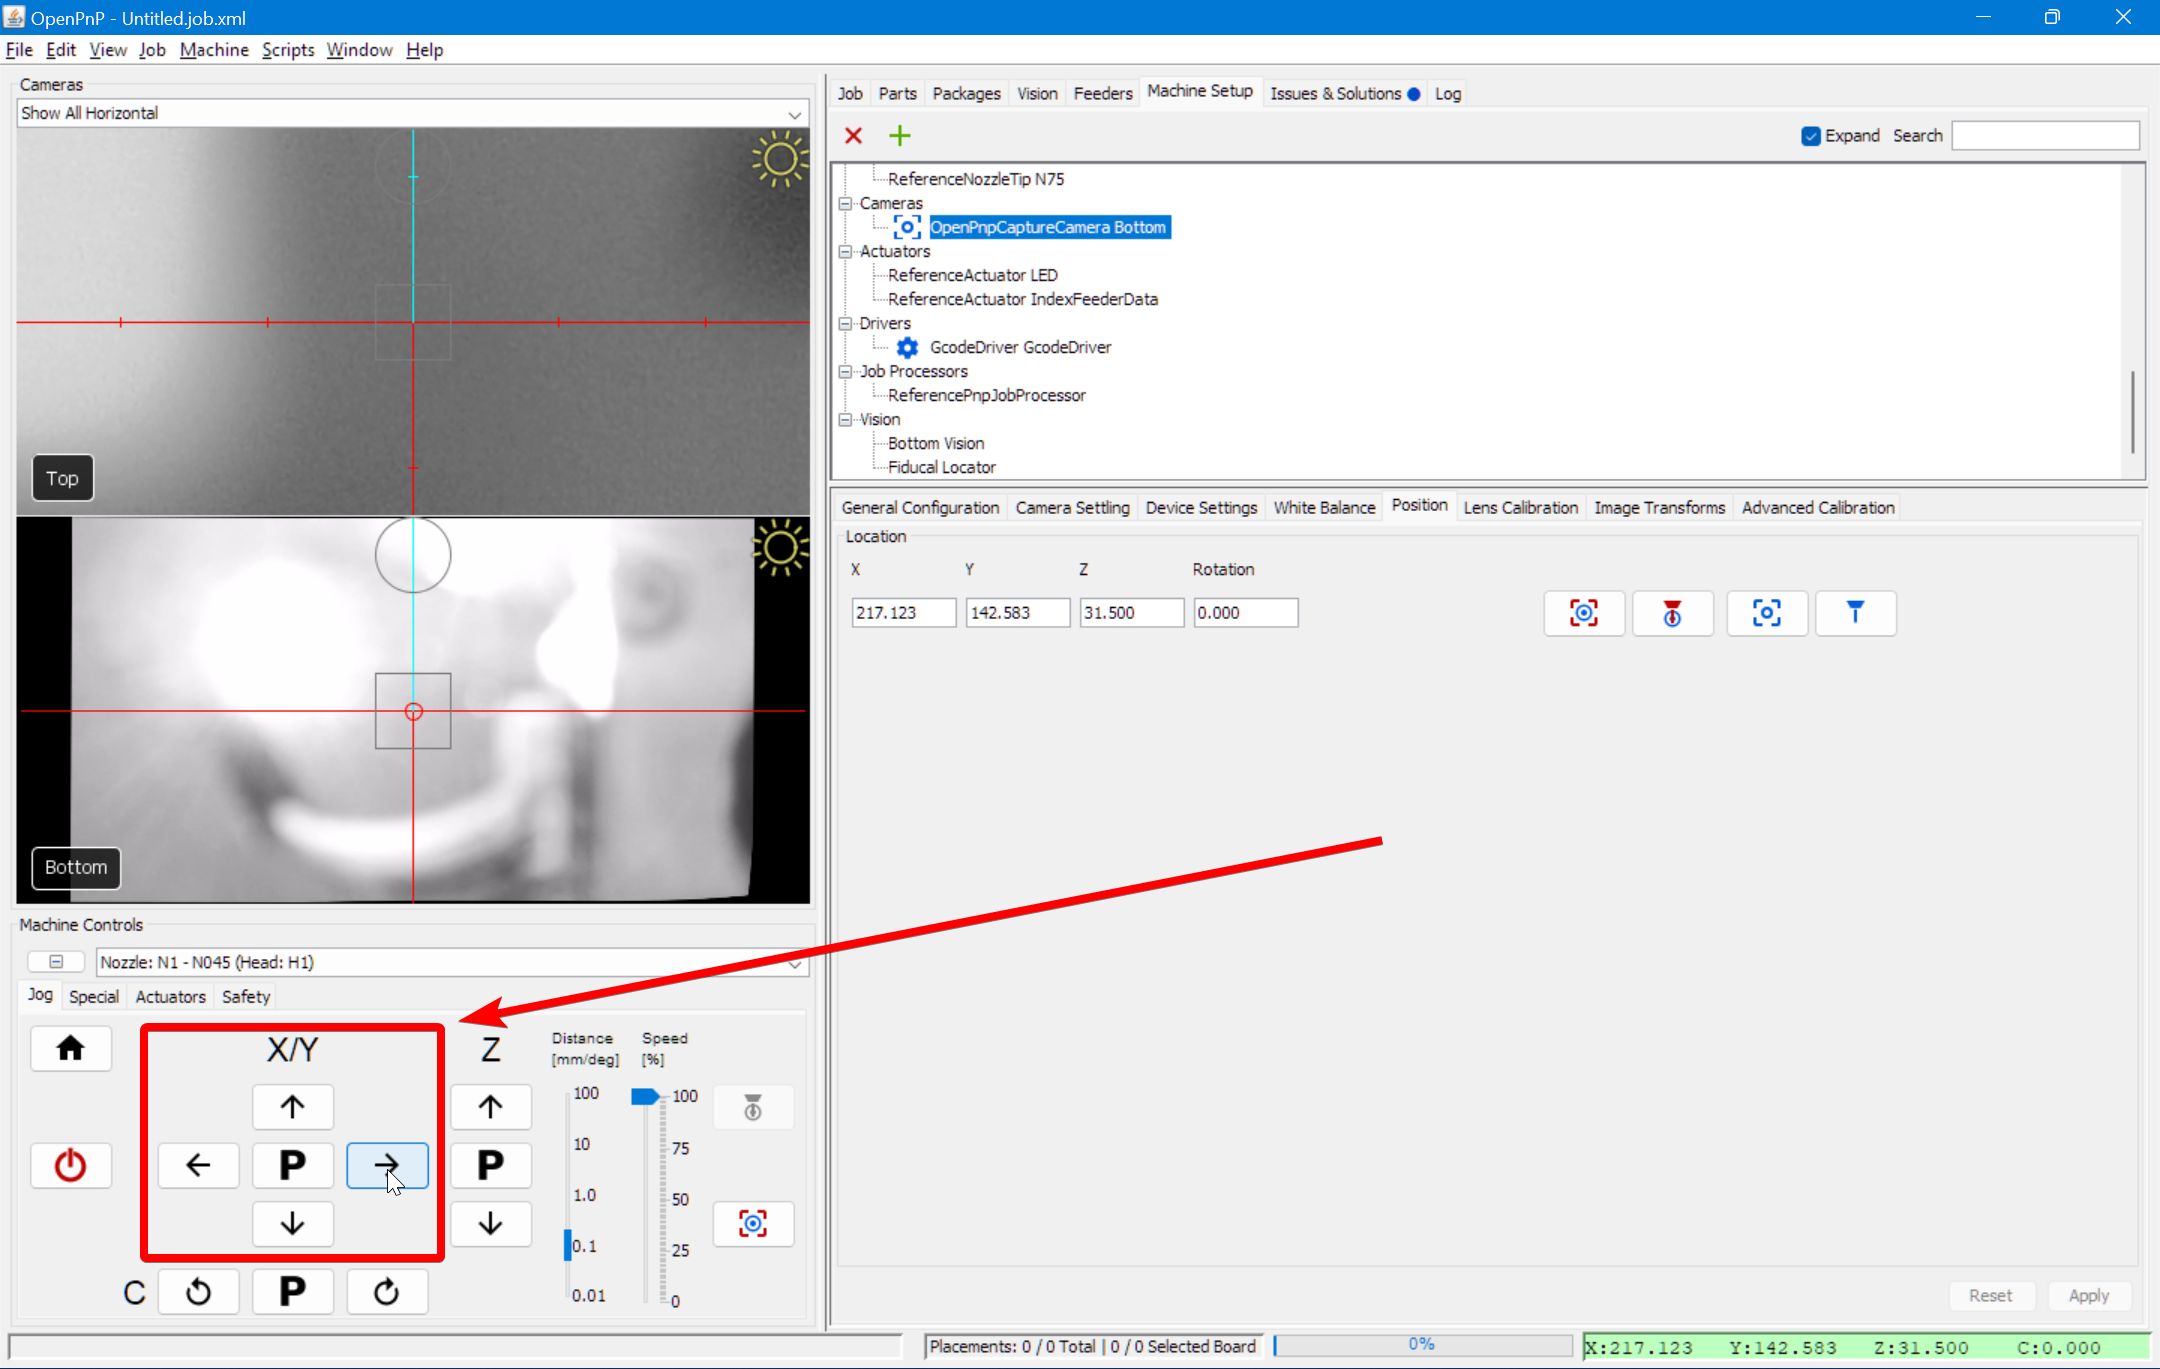 OpenPnP - Untitled.job.xml
File Edit View Job Machine Scripts Window Help
Cameras
Show All Horizontal
Top
Bottom
Machine Controls
Nozzle: N1 - N045 (Head: H1)
Jog Special Actuators Safety
X/Y
Z
Distance
[mm/deg]
Speed
[%]
100
10
1.0
0.1
0.01
100
75
50
25
0
P
P
C
P
Job Parts Packages Vision Feeders Machine Setup Issues & Solutions Log
Expand Search
ReferenceNozzleTip N75
Cameras
OpenPnpCaptureCamera Bottom
Actuators
ReferenceActuator LED
ReferenceActuator IndexFeederData
Drivers
GcodeDriver GcodeDriver
Job Processors
ReferencePnpJobProcessor
Vision
Bottom Vision
Fiducal Locator
General Configuration Camera Settling Device Settings White Balance Position Lens Calibration Image Transforms Advanced Calibration
Location
X Y Z Rotation
217.123 142.583 31.500 0.000
Reset Apply
Placements: 0 / 0 Total | 0 / 0 Selected Board
0%
X:217.123 Y:142.583 Z:31.500 C:0.000